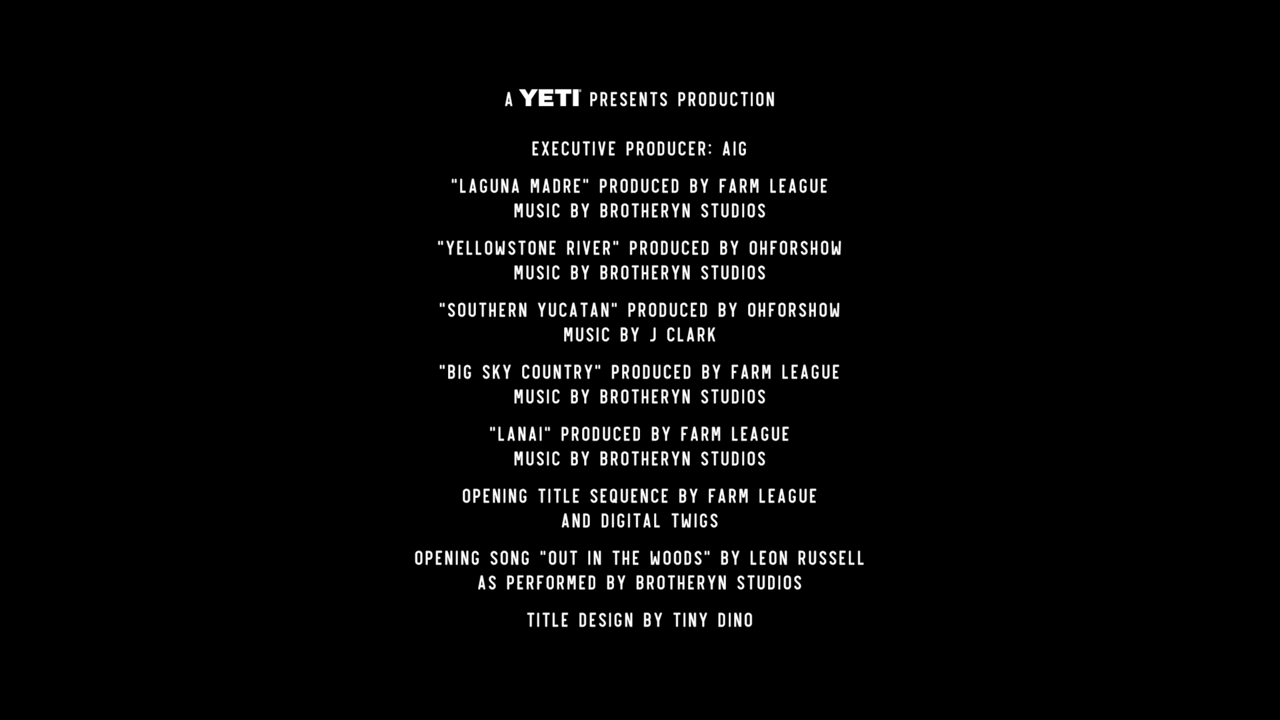 A YETI PRESENTS PRODUCTION
EXECUTIVE PRODUCER: AIG
"LAGUNA MADRE" PRODUCED BY FARM LEAGUE
MUSIC BY BROTHERYN STUDIOS
"YELLOWSTONE RIVER" PRODUCED BY OHFORSHOW
MUSIC BY BROTHERYN STUDIOS
"SOUTHERN YUCATAN" PRODUCED BY OHFORSHOW
MUSIC BY J CLARK
"BIG SKY COUNTRY" PRODUCED BY FARM LEAGUE
MUSIC BY BROTHERYN STUDIOS
"LANAI" PRODUCED BY FARM LEAGUE
MUSIC BY BROTHERYN STUDIOS
OPENING TITLE SEQUENCE BY FARM LEAGUE
AND DIGITAL TWIGS
OPENING SONG "OUT IN THE WOODS" BY LEON RUSSELL
AS PERFORMED BY BROTHERYN STUDIOS
TITLE DESIGN BY TINY DINO